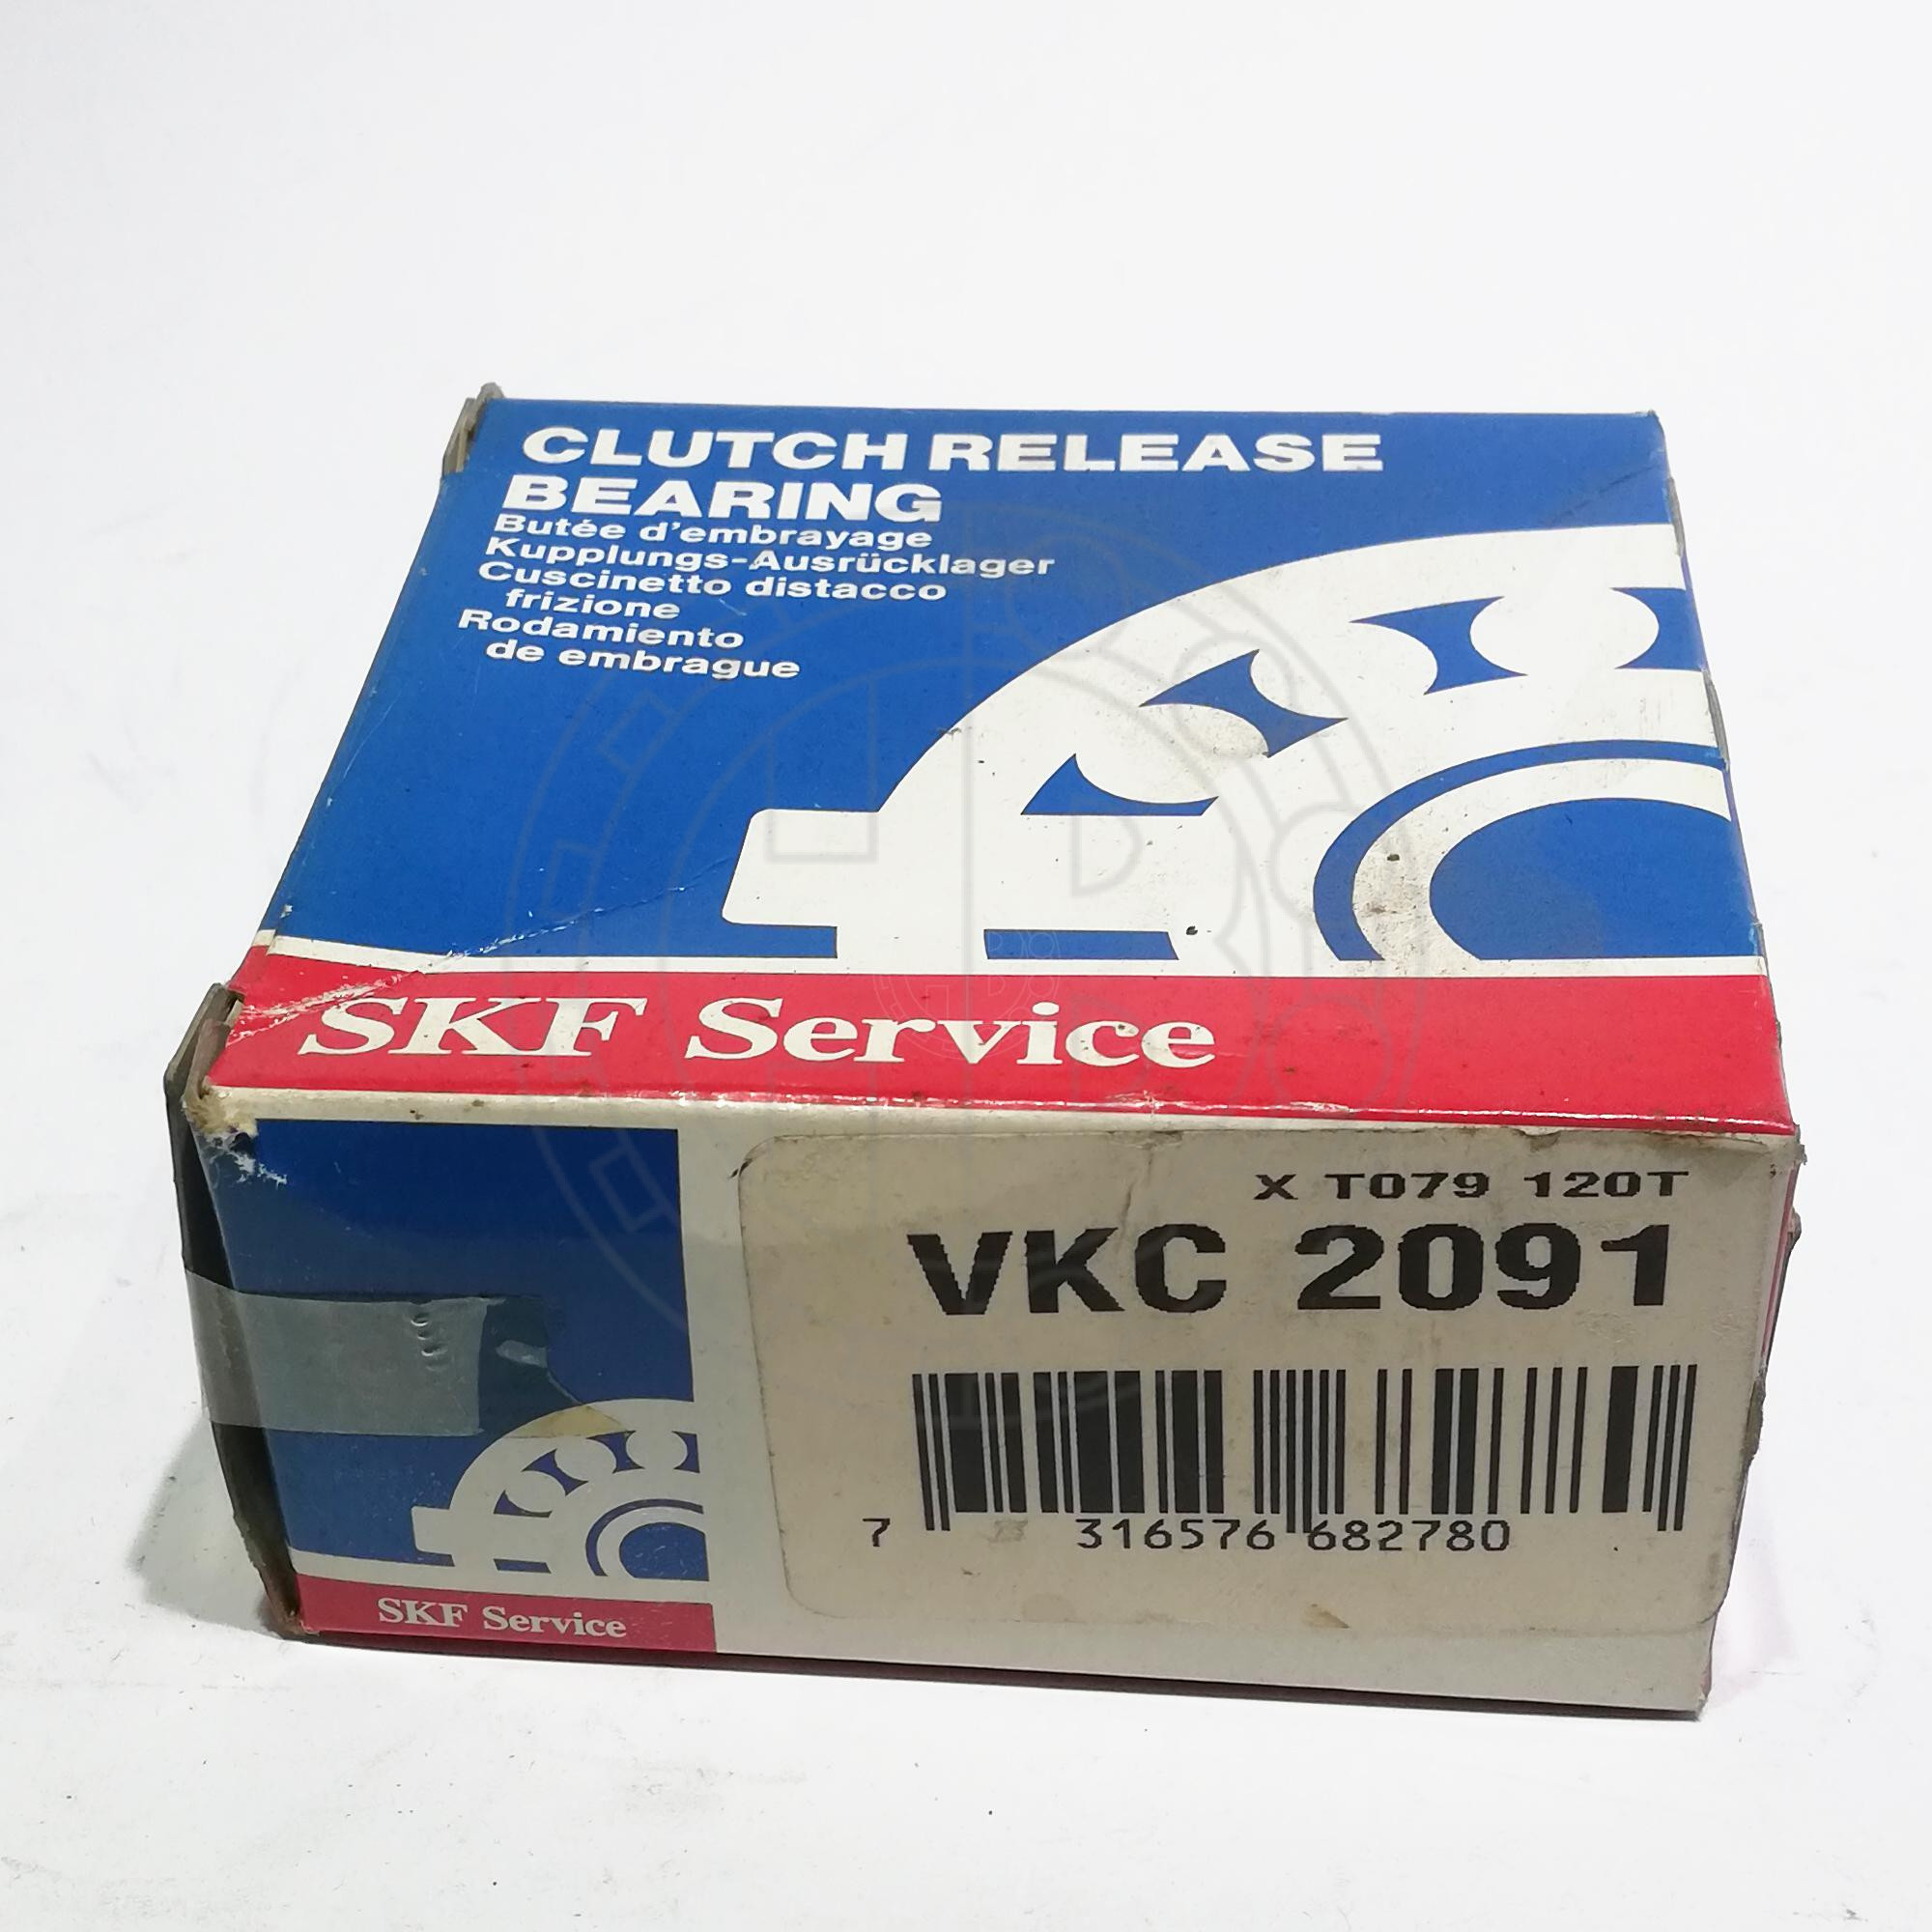 CLUTCH RELEASE
BEARING
Butée d'embrayage
Kupplungs-Ausrücklager
Cuscinetto distacco
frizione
Rodamiento
de embrague
SKF Service
X T079 120T
VKC 2091
7 316576 682780
SKF Service